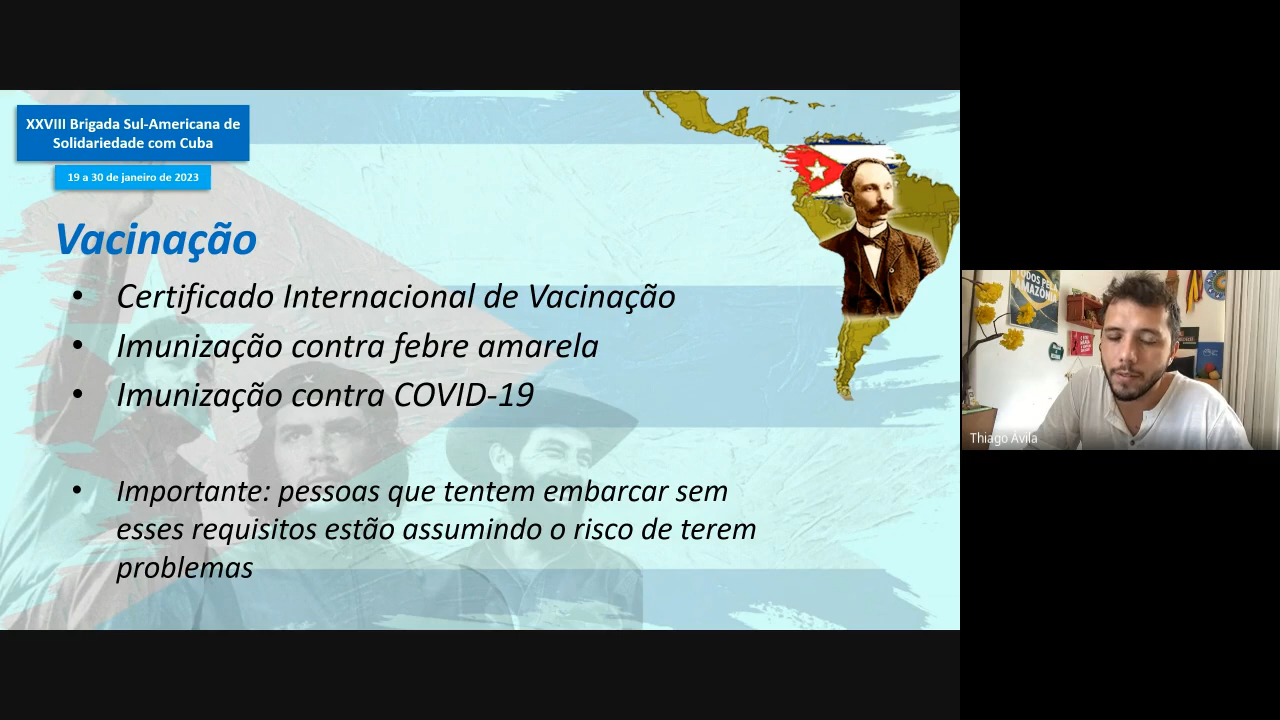 XXVIII Brigada Sul-Americana de
Solidariedade com Cuba
19 a 30 de janeiro de 2023
Vacinação
• Certificado Internacional de Vacinação
• Imunização contra febre amarela
• Imunização contra COVID-19
• Importante: pessoas que tentem embarcar sem
esses requisitos estão assumindo o risco de terem
problemas
AMAZÔNIA
Thiago Ávila